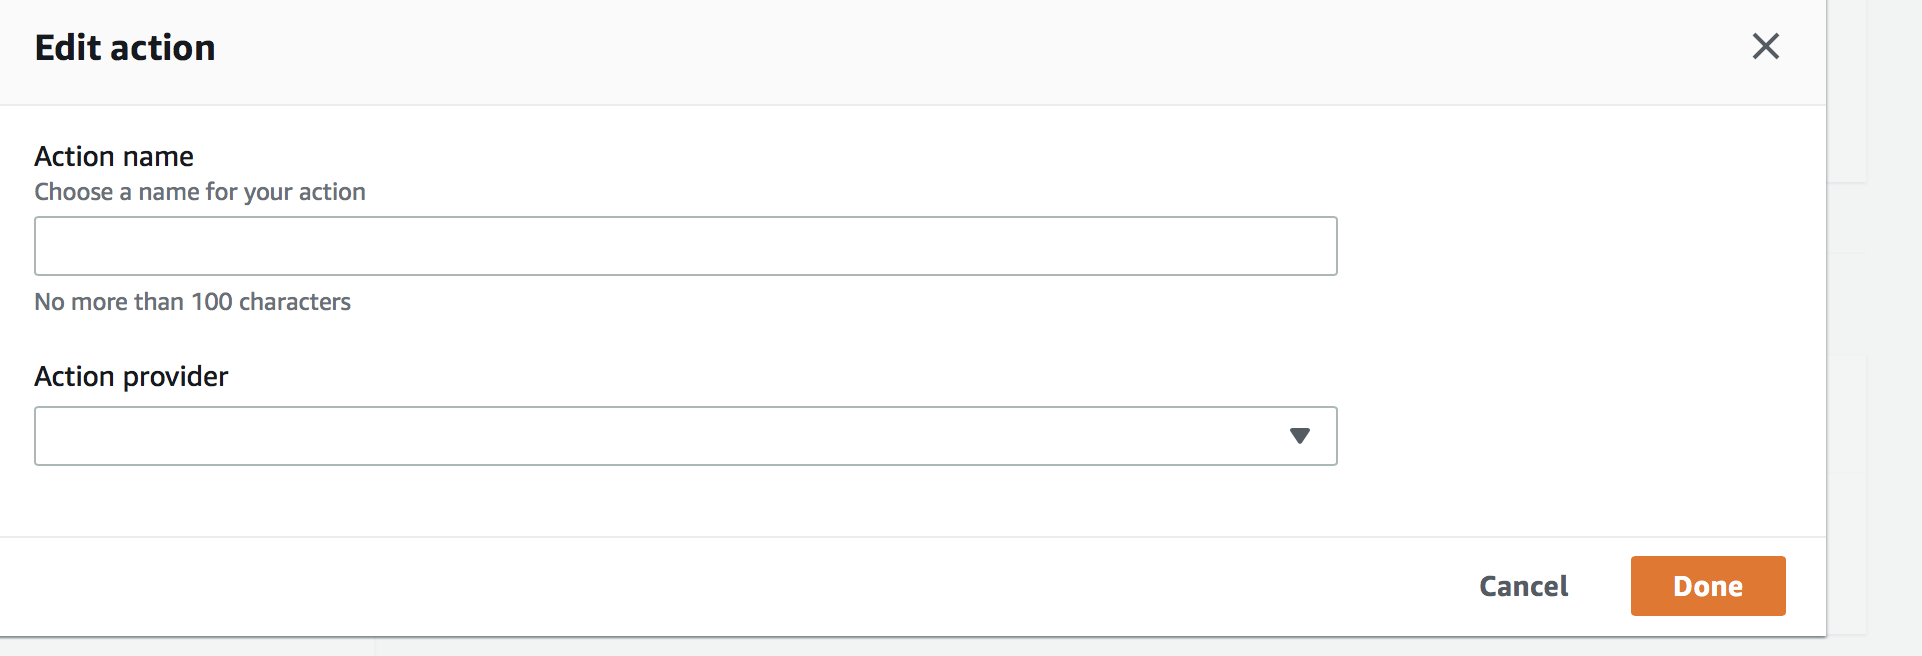 Edit action
Action name
Choose a name for your action
No more than 100 characters
Action provider
Cancel
Done